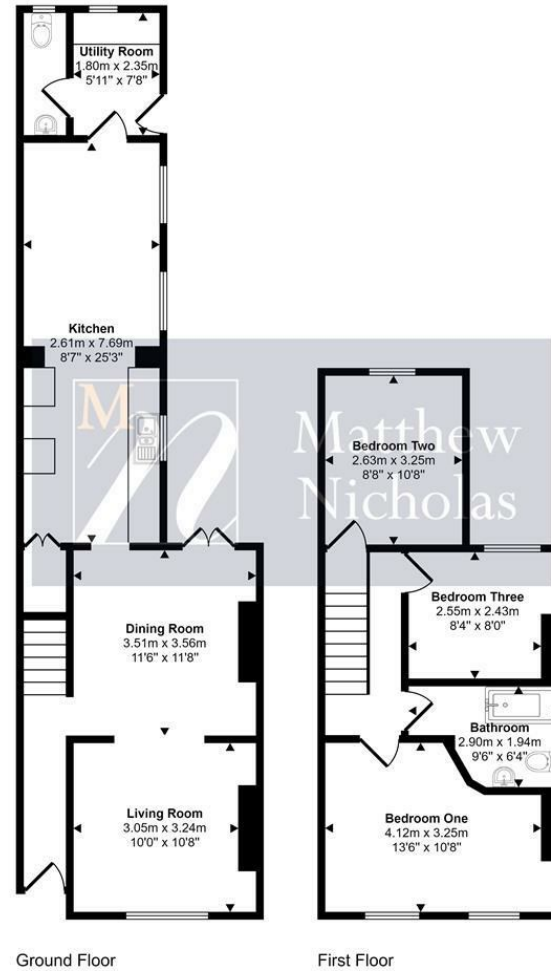 Utility Room
1.80m x 2.35m
5'11" x 7'8"
Kitchen
2.61m x 7.69m
8'7" x 25'3"
M
n
Matthew
Nicholas
Dining Room
3.51m x 3.56m
11'6" x 11'8"
Living Room
3.05m x 3.24m
10'0" x 10'8"
Ground Floor
Bedroom Two
2.63m x 3.25m
8'8" x 10'8"
Bedroom Three
2.55m x 2.43m
8'4" x 8'0"
Bathroom
2.90m x 1.94m
9'6" x 6'4"
Bedroom One
4.12m x 3.25m
13'6" x 10'8"
First Floor